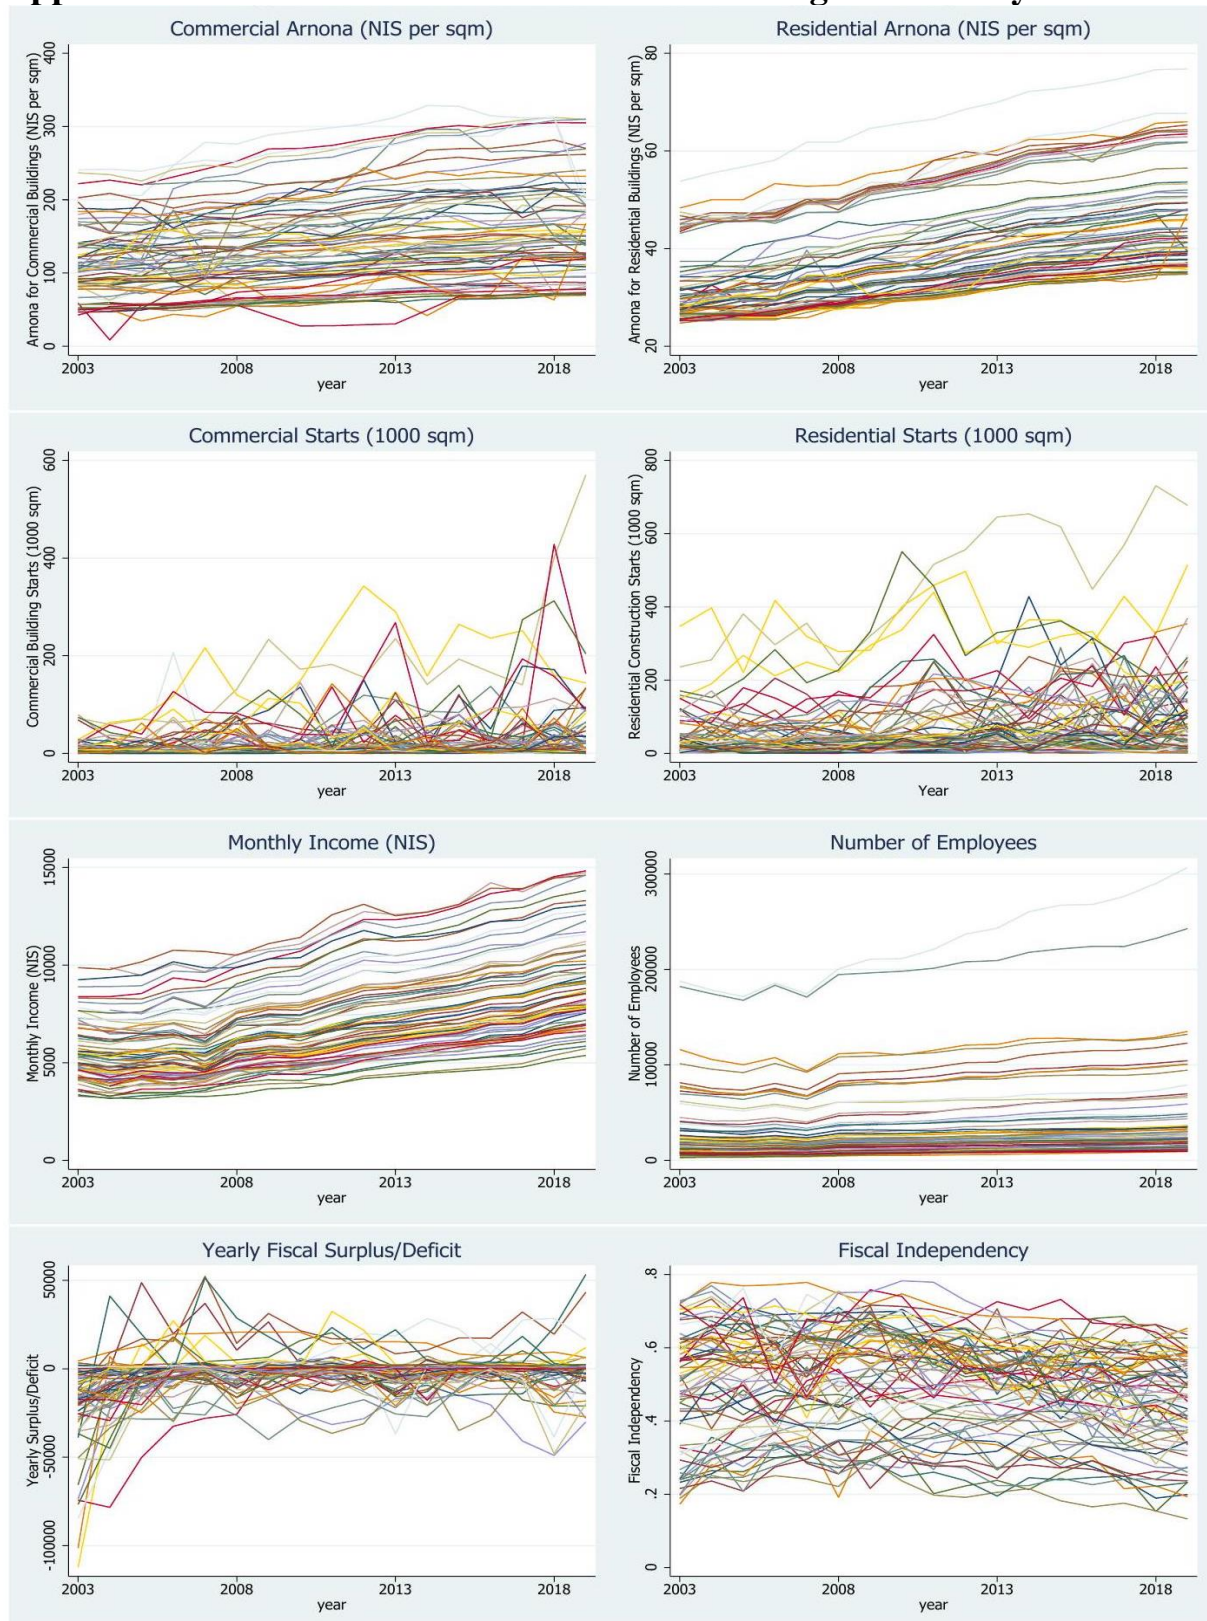 Commercial Arnona (NIS per sqm)
Arnona for Commercial Buildings (NIS per sqm)
400
300
200
100
0
2003 2008 2013 2018
year
Residential Arnona (NIS per sqm)
Arnona for Residential Buildings (NIS per sqm)
80
60
40
20
2003 2008 2013 2018
year
Commercial Starts (1000 sqm)
Commercial Building Starts (1000 sqm)
600
400
200
0
2003 2008 2013 2018
year
Residential Starts (1000 sqm)
Residential Construction Starts (1000 sqm)
800
600
400
200
0
2003 2008 2013 2018
Year
Monthly Income (NIS)
Monthly Income (NIS)
15000
10000
5000
0
2003 2008 2013 2018
year
Number of Employees
Number of Employees
300000
200000
100000
0
2003 2008 2013 2018
year
Yearly Fiscal Surplus/Deficit
Yearly Surplus/Deficit
50000
0
-50000
-100000
2003 2008 2013 2018
year
Fiscal Independency
Fiscal Independency
.8
.6
.4
.2
0
2003 2008 2013 2018
year